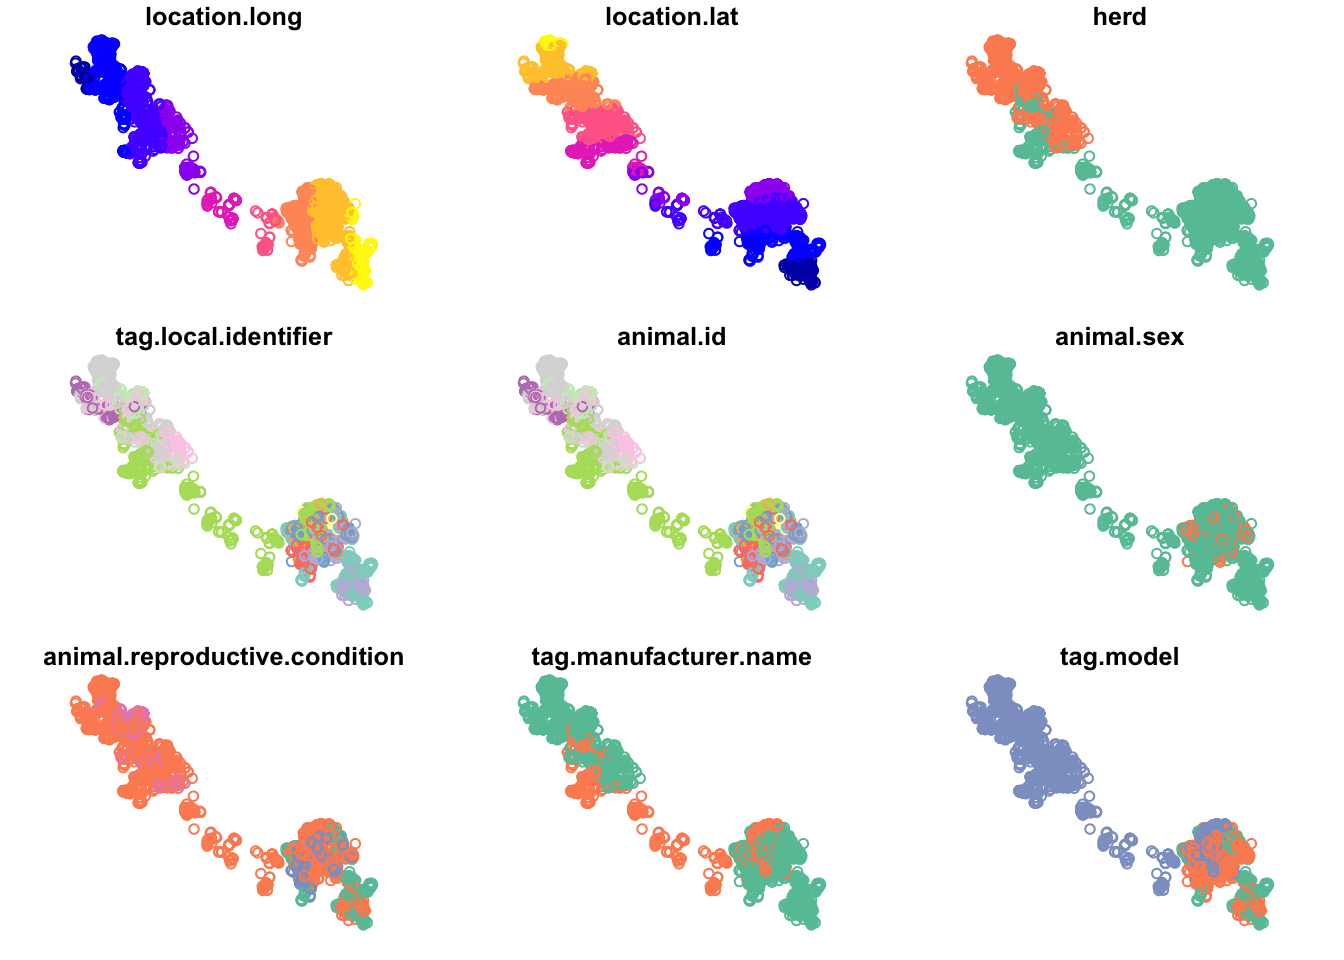 location.long
location.lat
herd
tag.local.identifier
animal.id
animal.sex
animal.reproductive.condition
tag.manufacturer.name
tag.model